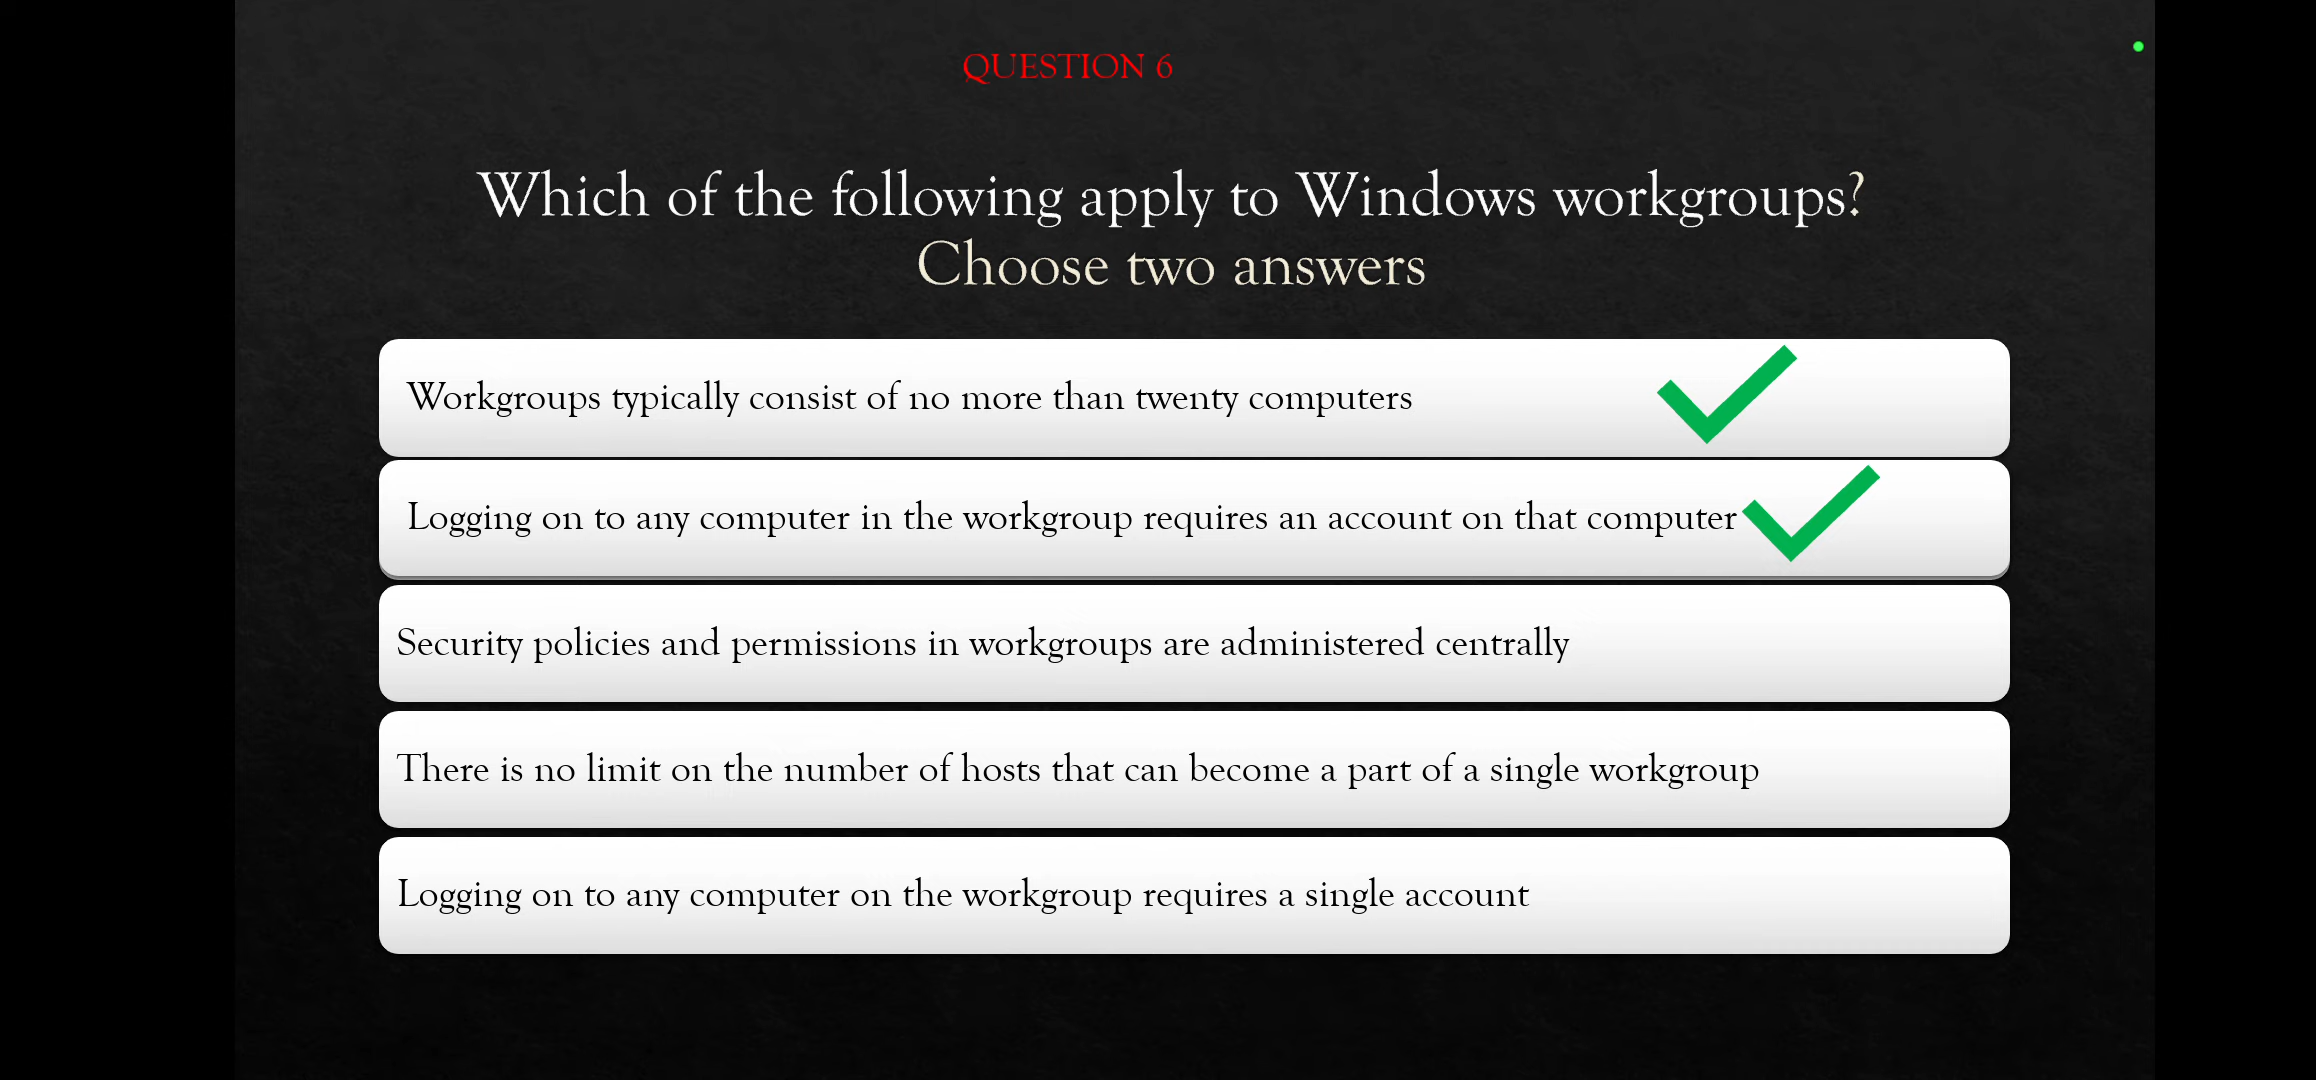 QUESTION 6
Which of the following apply to Windows workgroups?
Choose two answers
Workgroups typically consist of no more than twenty computers
Logging on to any computer in the workgroup requires an account on that computer
Security policies and permissions in workgroups are administered centrally
There is no limit on the number of hosts that can become a part of a single workgroup
Logging on to any computer on the workgroup requires a single account